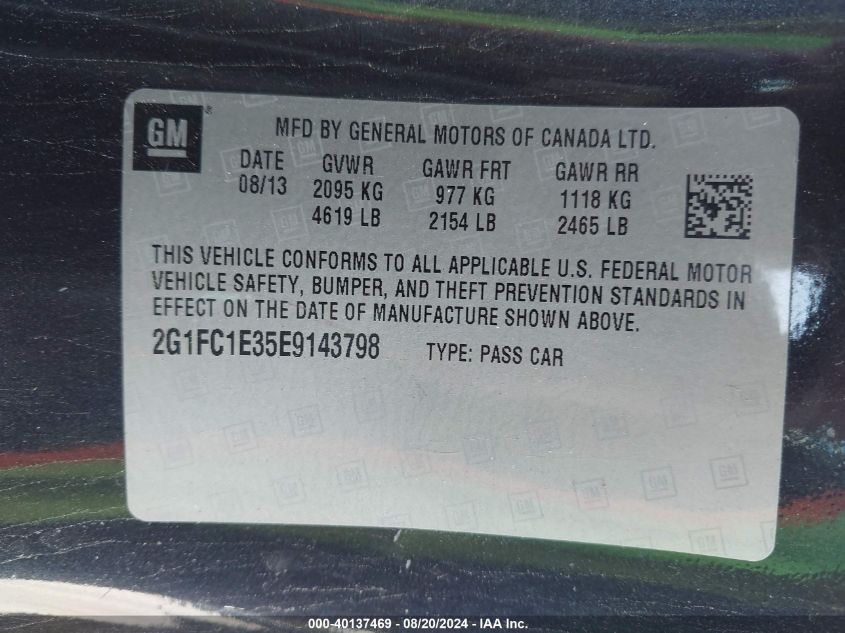 GM®
MFD BY GENERAL MOTORS OF CANADA LTD.
DATE GVWR GAWR FRT GAWR RR
08/13 2095 KG 977 KG 1118 KG
4619 LB 2154 LB 2465 LB
THIS VEHICLE CONFORMS TO ALL APPLICABLE U.S. FEDERAL MOTOR
VEHICLE SAFETY, BUMPER, AND THEFT PREVENTION STANDARDS IN
EFFECT ON THE DATE OF MANUFACTURE SHOWN ABOVE.
2G1FC1E35E9143798 TYPE: PASS CAR
000-40137469 - 08/20/2024 - IAA Inc.